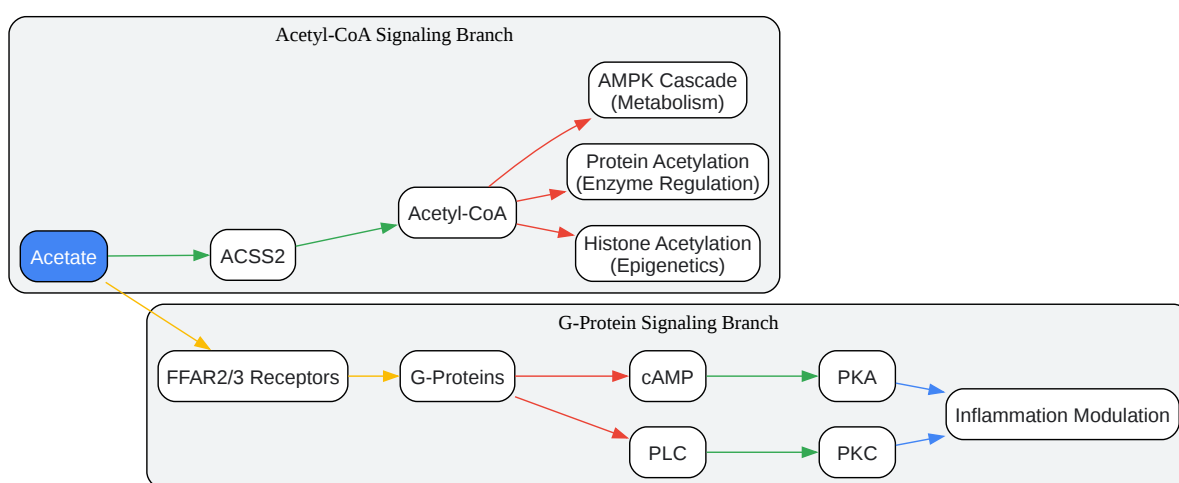 Acetyl-CoA Signaling Branch
AMPK Cascade
(Metabolism)
Protein Acetylation
(Enzyme Regulation)
Acetyl-CoA
Histone Acetylation
(Epigenetics)
Acetate
ACSS2
G-Protein Signaling Branch
FFAR2/3 Receptors
G-Proteins
cAMP
PKA
Inflammation Modulation
PLC
PKC